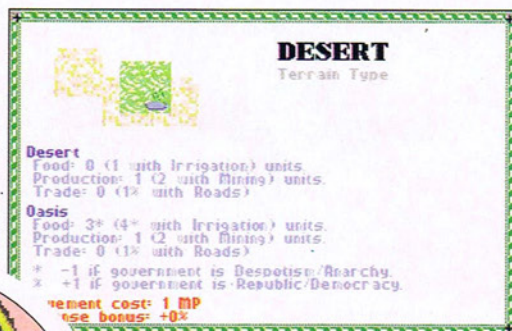 DESERT
Terrain Type
Desert
Food: 0 (1 with Irrigation) units.
Production: 1 (2 with Mining) units.
Trade: 0 (1% with Roads)
Oasis
Food: 3* (4* with Irrigation) units.
Production: 1 (2 with Mining) units.
Trade: 0 (1% with Roads)
* -1 if government is Despotism/Anarchy.
% +1 if government is Republic/Democracy.
ement cost: 1 MP
nse bonus: +0%